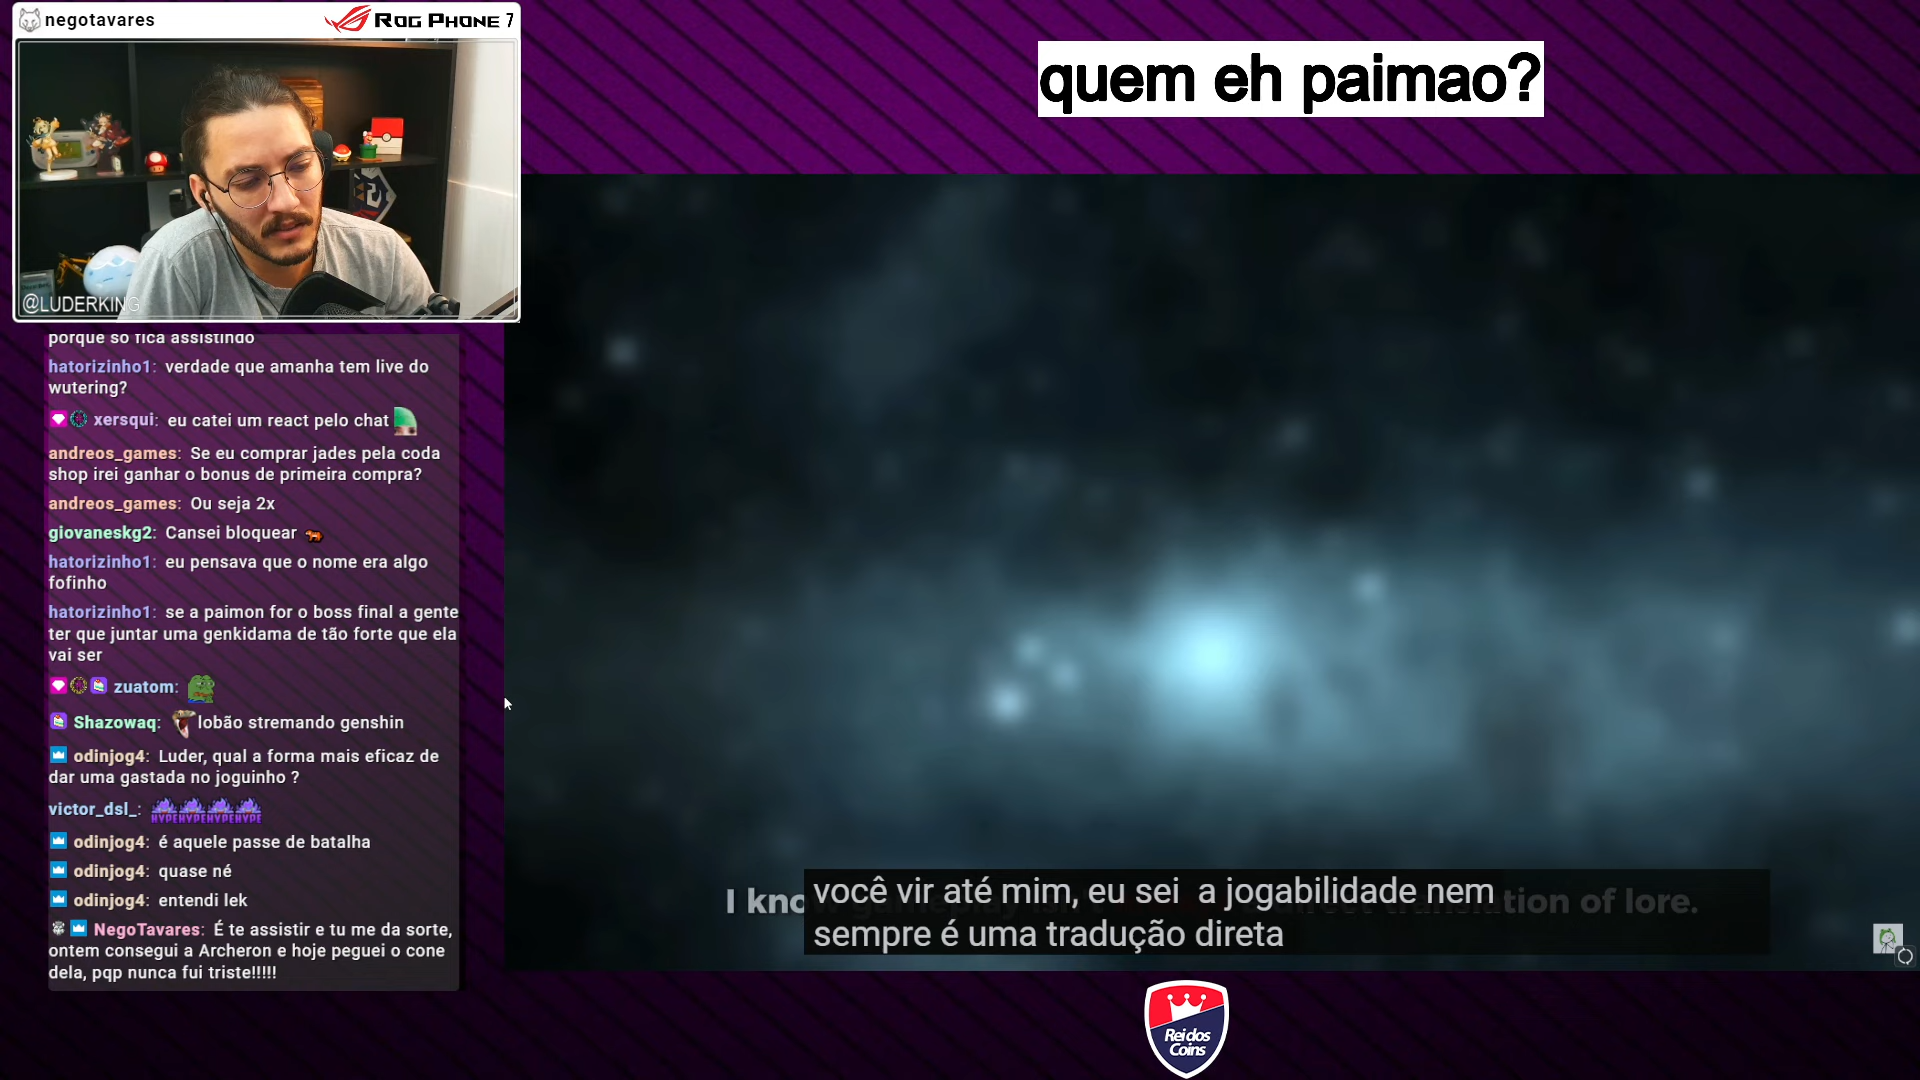 negotavares
ROG PHONE 7
quem eh paimao?
@LUDERKING
porque so fica assistindo
hatorizinho1: verdade que amanha tem live do
wutering?
xersqui: eu catei um react pelo chat
andreos_games: Se eu comprar jades pela coda
shop irei ganhar o bonus de primeira compra?
andreos_games: Ou seja 2x
giovaneskg2: Cansei bloquear
hatorizinho1: eu pensava que o nome era algo
fofinho
hatorizinho1: se a paimon for o boss final a gente
ter que juntar uma genkidama de tão forte que ela
vai ser
zuatom:
Shazowaq: lobão stremando genshin
odinjog4: Luder, qual a forma mais eficaz de
dar uma gastada no joguinho ?
victor_dsl_: HYPE HYPE HYPE HYPE
odinjog4: é aquele passe de batalha
odinjog4: quase né
odinjog4: entendi lek
NegoTavares: É te assistir e tu me da sorte,
ontem consegui a Archeron e hoje peguei o cone
dela, pqp nunca fui triste!!!!!
você vir até mim, eu sei a jogabilidade nem
sempre é uma tradução direta
I know translation of lore.
Rei dos
Coins